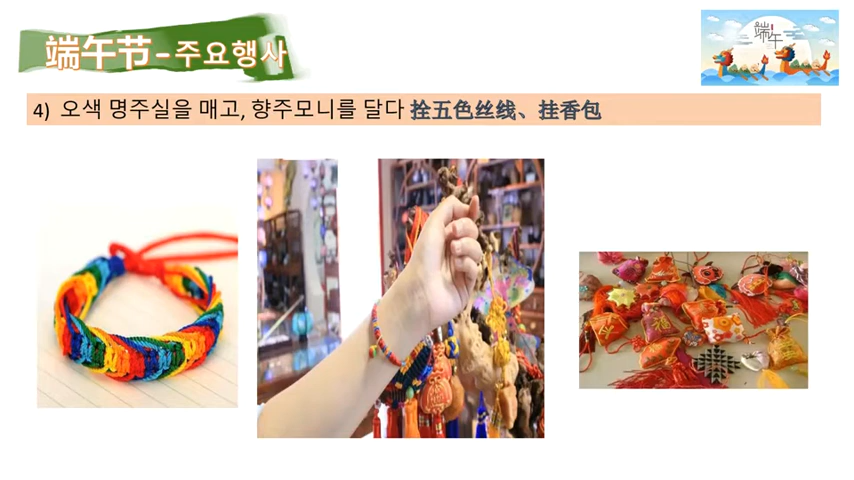 端午节-주요행사
端午
4) 오색 명주실을 매고, 향주모니를 달다 拴五色丝线、挂香包
福